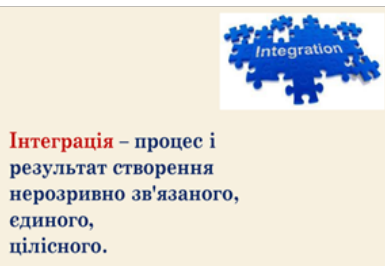 Integration
Інтеграція – процес і
результат створення
нерозривно зв'язаного,
єдиного,
цілісного.